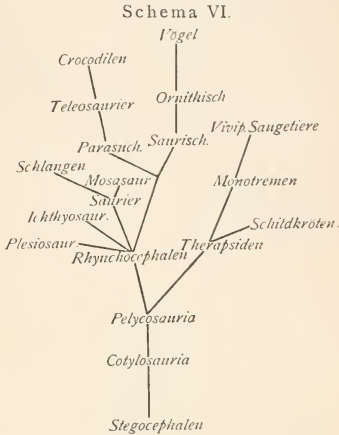 Schema VI.
Vögel
Crocodilen
Teleosaurier
Ornithisch
Parasuch.
Saurisch.
Vivip. Saugetiere
Schlangen
Mosasaur
Monotremen
Saurier
Ichthyosaur.
Schildkröten.
Plesiosaur.
Rhynchocephalen
Therapsiden
Pelycosauria
Cotylosauria
Stegocephalen